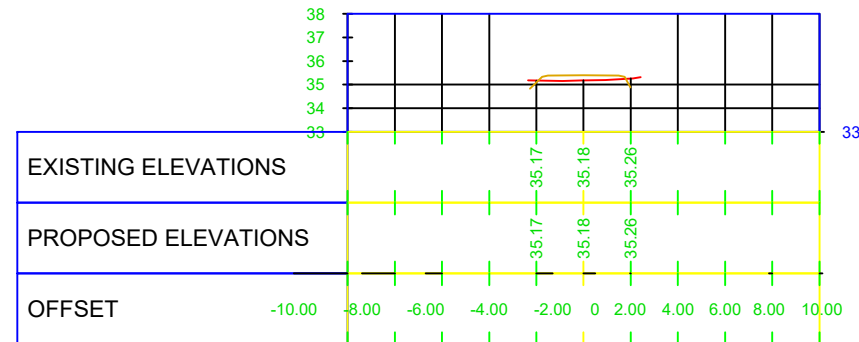 38
37
36
35
34
33
33
EXISTING ELEVATIONS 35.17 35.18 35.26
PROPOSED ELEVATIONS 35.17 35.18 35.26
OFFSET -10.00 -8.00 -6.00 -4.00 -2.00 0 2.00 4.00 6.00 8.00 10.00